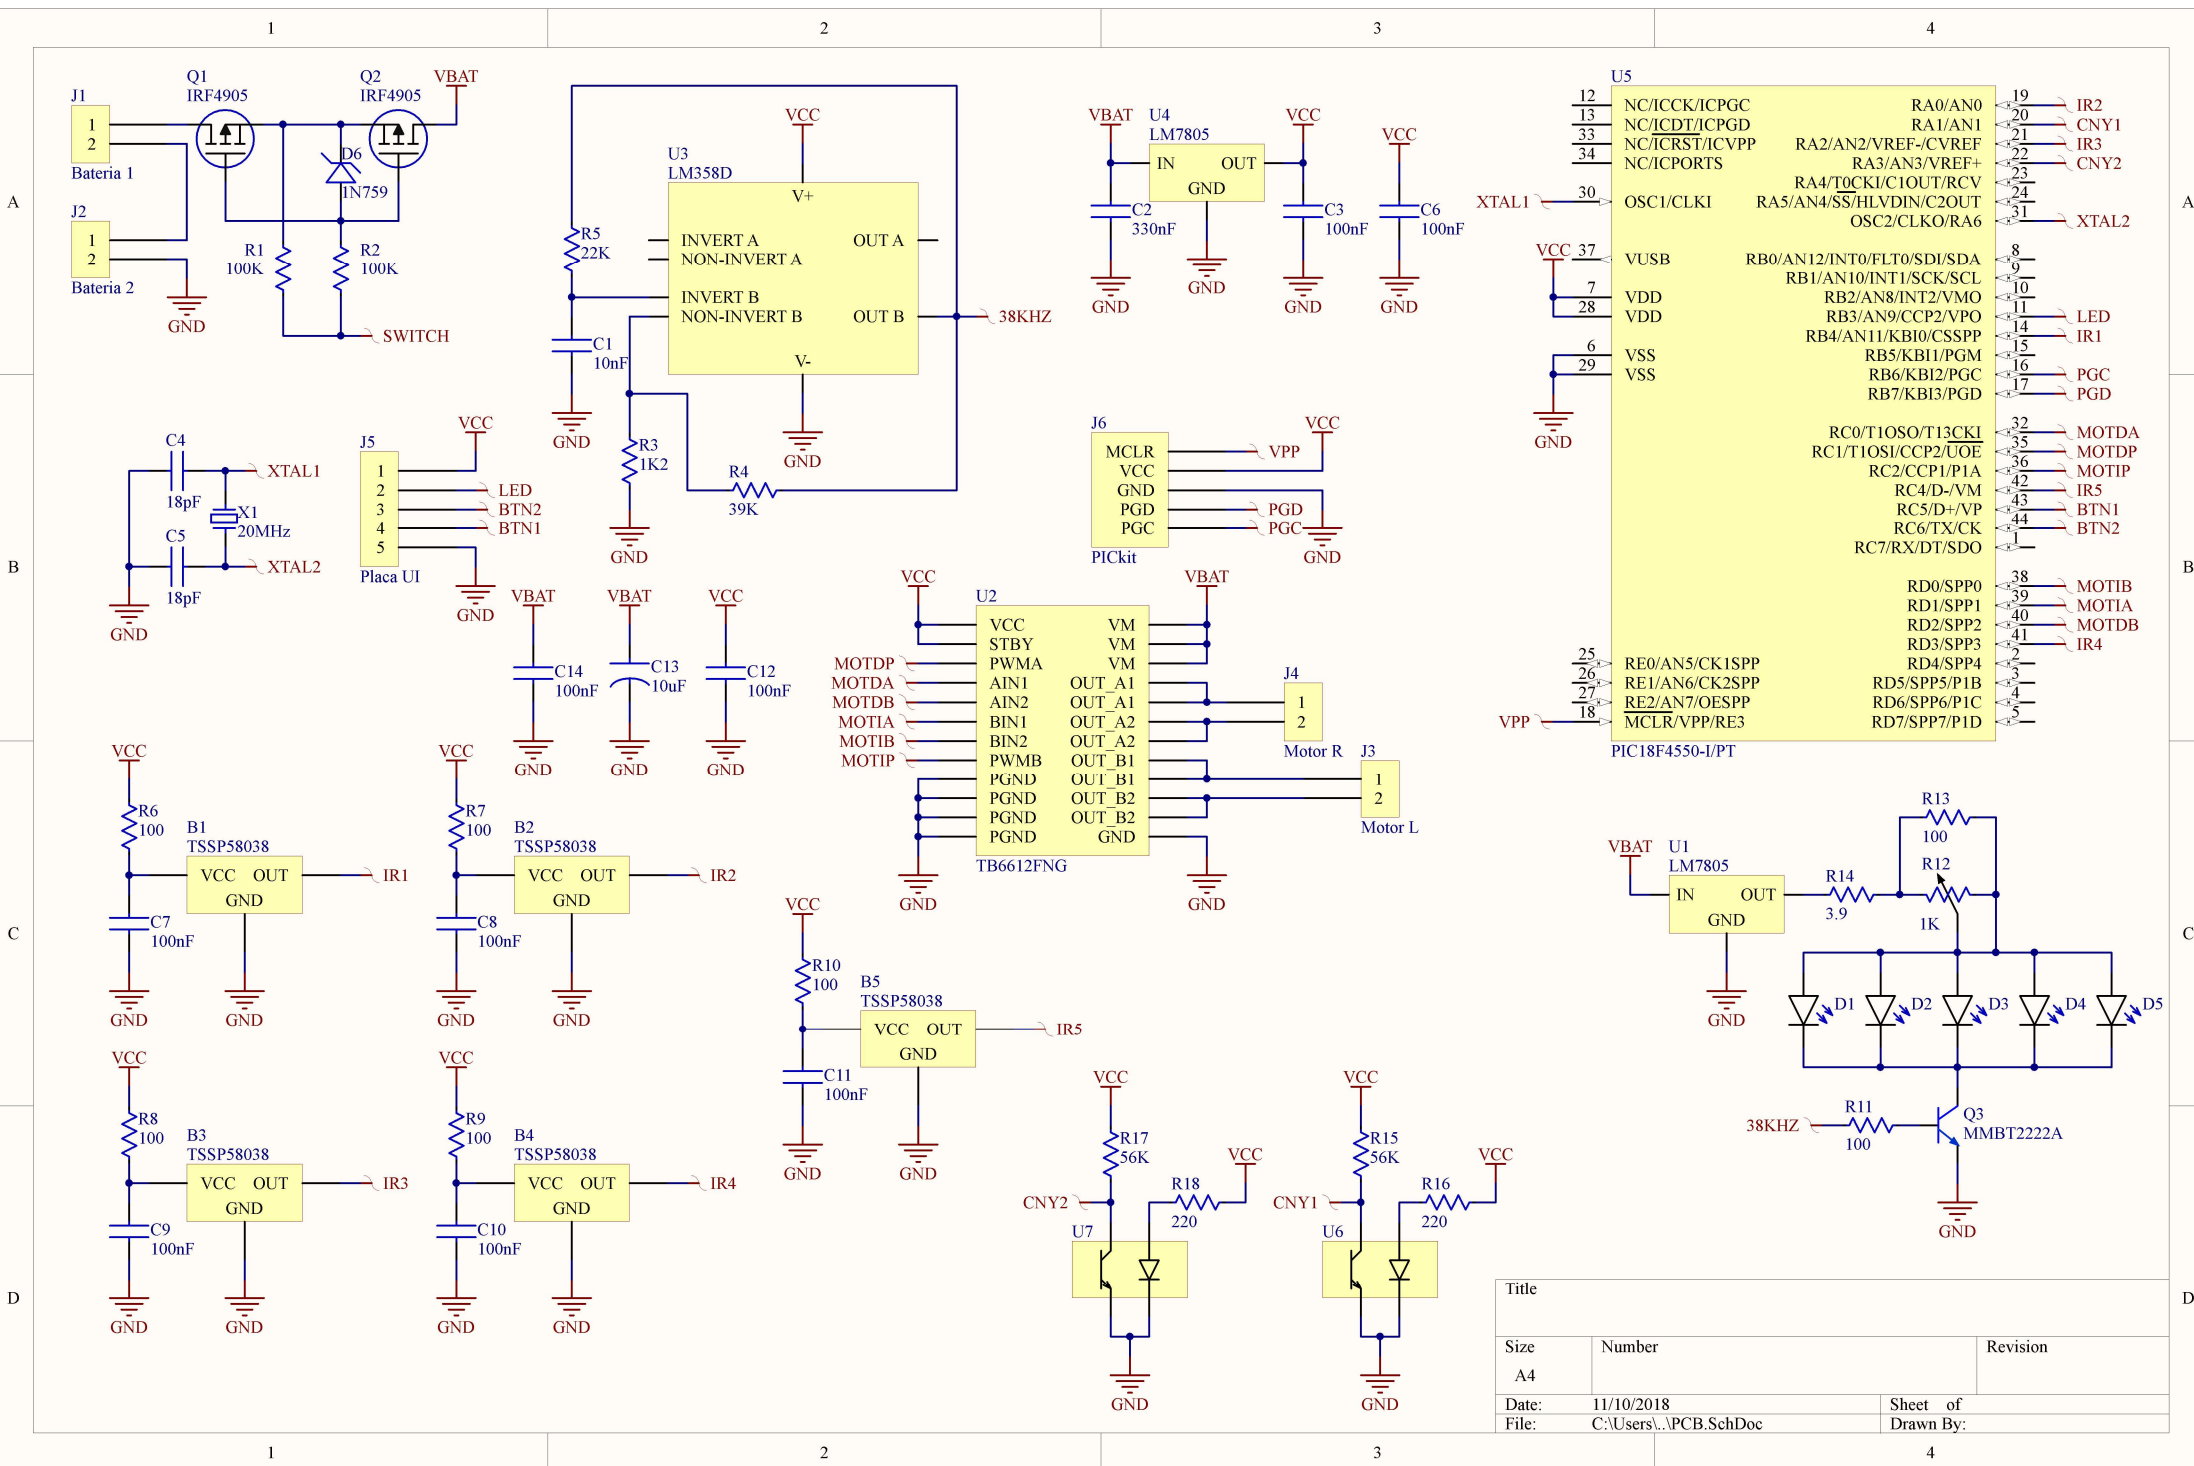 1 2 3 4
A
B
C
D
A
B
C
D
1 2 3 4
J1
1
2
Bateria 1
J2
1
2
Bateria 2
GND
Q1
IRF4905
Q2
IRF4905
VBAT
D6
1N759
R1
100K
R2
100K
SWITCH
R5
22K
C1
10nF
GND
U3
LM358D
VCC
V+
INVERT A
NON-INVERT A
INVERT B
NON-INVERT B
OUT A
OUT B
V-
GND
38KHZ
R3
1K2
GND
R4
39K
VBAT
U4
LM7805
IN OUT
GND
GND
VCC
C2
330nF
GND
C3
100nF
GND
VCC
C6
100nF
GND
U5
12 NC/ICCK/ICPGC
13 NC/ICDT/ICPGD
33 NC/ICRST/ICVPP
34 NC/ICPORTS
XTAL1 30 OSC1/CLKI
VCC 37 VUSB
7 VDD
28 VDD
6 VSS
29 VSS
GND
25 RE0/AN5/CK1SPP
26 RE1/AN6/CK2SPP
27 RE2/AN7/OESPP
VPP 18 MCLR/VPP/RE3
RA0/AN0 19 IR2
RA1/AN1 20 CNY1
RA2/AN2/VREF-/CVREF 21 IR3
RA3/AN3/VREF+ 22 CNY2
RA4/T0CKI/C1OUT/RCV 23
RA5/AN4/SS/HLVDIN/C2OUT 24
OSC2/CLKO/RA6 31 XTAL2
RB0/AN12/INT0/FLT0/SDI/SDA 8
RB1/AN10/INT1/SCK/SCL 9
RB2/AN8/INT2/VMO 10
RB3/AN9/CCP2/VPO 11 LED
RB4/AN11/KBI0/CSSPP 14 IR1
RB5/KBI1/PGM 15
RB6/KBI2/PGC 16 PGC
RB7/KBI3/PGD 17 PGD
RC0/T1OSO/T13CKI 32 MOTDA
RC1/T1OSI/CCP2/UOE 35 MOTDP
RC2/CCP1/P1A 36 MOTIP
RC4/D-/VM 42 IR5
RC5/D+/VP 43 BTN1
RC6/TX/CK 44 BTN2
RC7/RX/DT/SDO 1
RD0/SPP0 38 MOTIB
RD1/SPP1 39 MOTIA
RD2/SPP2 40 MOTDB
RD3/SPP3 41 IR4
RD4/SPP4 2
RD5/SPP5/P1B 3
RD6/SPP6/P1C 4
RD7/SPP7/P1D 5
PIC18F4550-I/PT
C4
18pF
XTAL1
X1
20MHz
C5
18pF
XTAL2
GND
J5
VCC
1
2 LED
3 BTN2
4 BTN1
5
GND
Placa UI
J6
VCC
MCLR VPP
VCC
GND
PGD PGD
PGC PGC
GND
PICkit
VBAT
C14
100nF
GND
VBAT
C13
10uF
GND
VCC
C12
100nF
GND
VCC
U2
VBAT
VCC VM
STBY VM
MOTDP PWMA VM
MOTDA AIN1 OUT_A1
MOTDB AIN2 OUT_A1
MOTIA BIN1 OUT_A2
MOTIB BIN2 OUT_A2
MOTIP PWMB OUT_B1
PGND OUT_B1
PGND OUT_B2
PGND OUT_B2
PGND GND
TB6612FNG
GND
GND
J4
1
2
Motor R
J3
1
2
Motor L
VCC
R6
100
B1
TSSP58038
VCC OUT
GND
IR1
C7
100nF
GND
GND
VCC
R7
100
B2
TSSP58038
VCC OUT
GND
IR2
C8
100nF
GND
GND
VCC
R8
100
B3
TSSP58038
VCC OUT
GND
IR3
C9
100nF
GND
GND
VCC
R9
100
B4
TSSP58038
VCC OUT
GND
IR4
C10
100nF
GND
GND
VCC
R10
100
B5
TSSP58038
VCC OUT
GND
IR5
C11
100nF
GND
GND
VCC
R17
56K
CNY2
VCC
R18
220
U7
GND
VCC
R15
56K
CNY1
VCC
R16
220
U6
GND
VBAT
U1
LM7805
IN OUT
GND
GND
R14
3.9
R13
100
R12
1K
D1
D2
D3
D4
D5
38KHZ
R11
100
Q3
MMBT2222A
GND
Title
Size
A4
Number
Revision
Date: 11/10/2018
Sheet of
File: C:\Users\..\PCB.SchDoc
Drawn By: